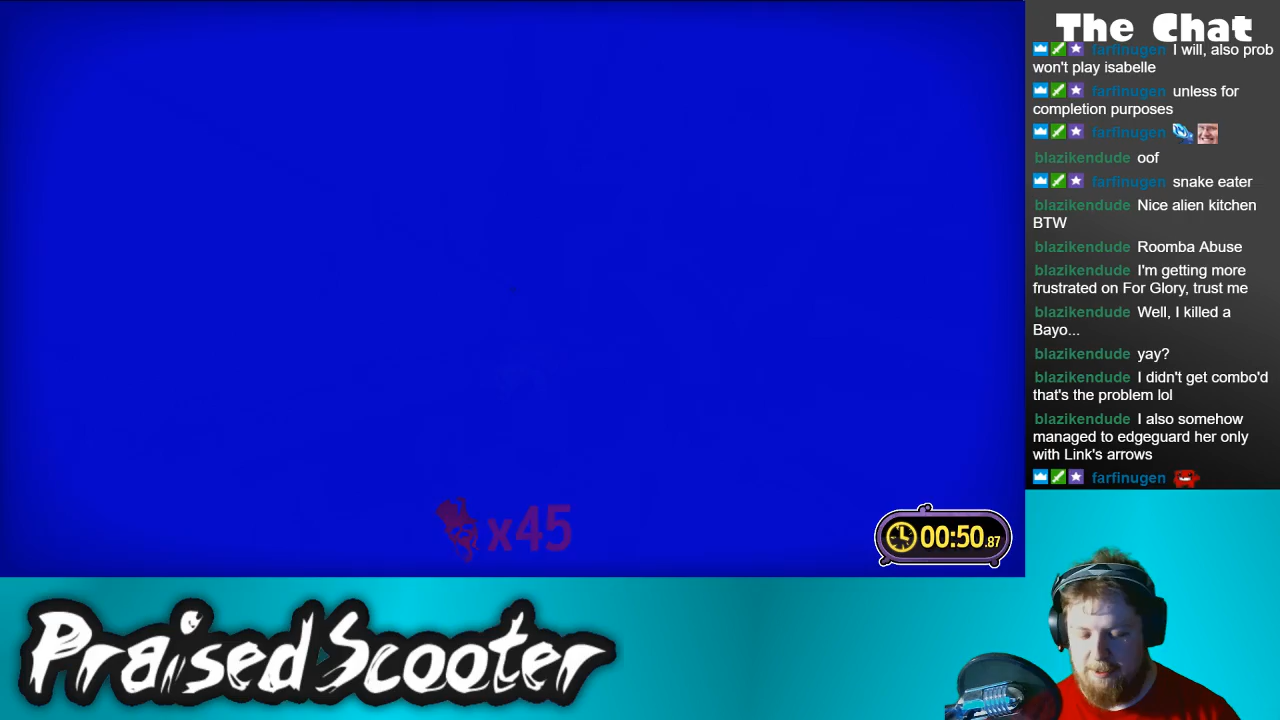 The Chat
farfinugen I will, also prob
won't play isabelle
farfinugen unless for
completion purposes
farfinugen
blazikendude oof
farfinugen snake eater
blazikendude Nice alien kitchen
BTW
blazikendude Roomba Abuse
blazikendude I'm getting more
frustrated on For Glory, trust me
blazikendude Well, I killed a
Bayo...
blazikendude yay?
blazikendude I didn't get combo'd
that's the problem lol
blazikendude I also somehow
managed to edgeguard her only
with Link's arrows
farfinugen
x45
00:50.87
PraisedScooter